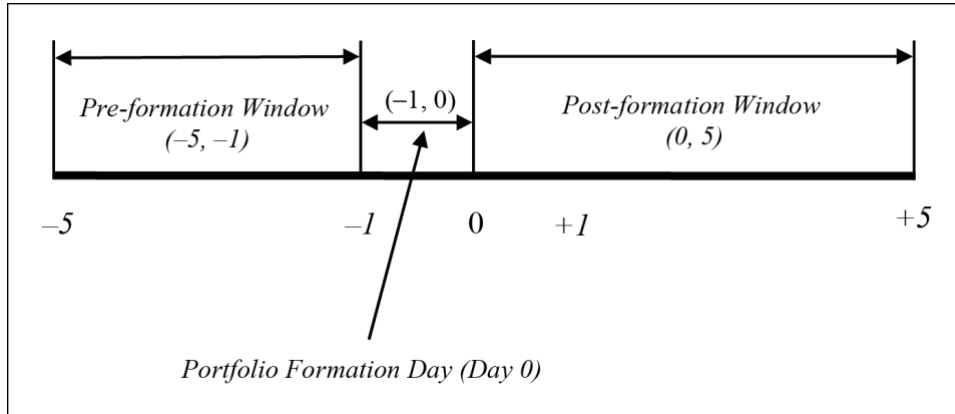 Pre-formation Window
(–5, –1)
(–1, 0)
Post-formation Window
(0, 5)
–5
–1
0
+1
+5
Portfolio Formation Day (Day 0)